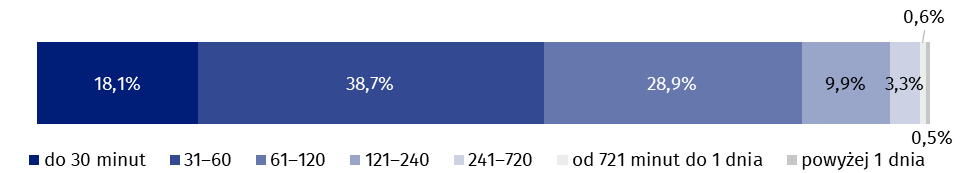 0,6%
18,1% 38,7% 28,9% 9,9% 3,3%
0,5%
do 30 minut 31–60 61–120 121–240 241–720 od 721 minut do 1 dnia powyżej 1 dnia